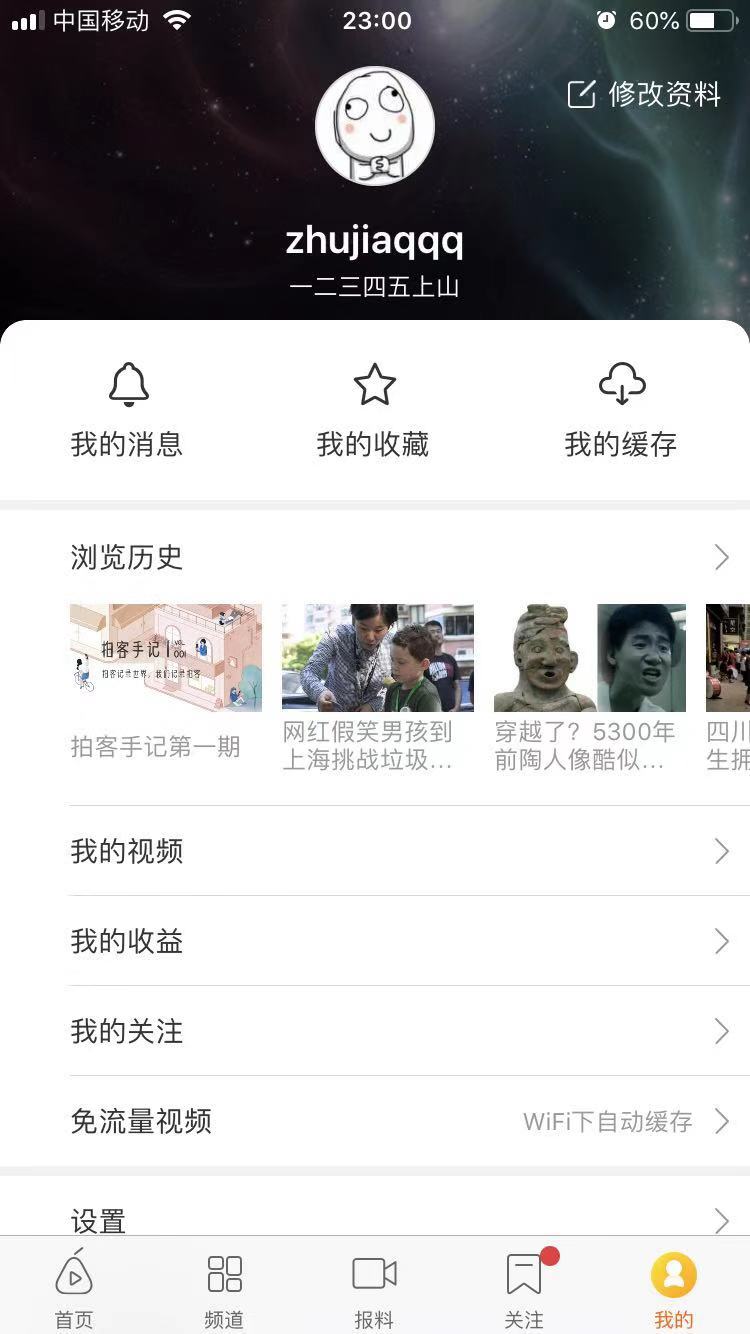 中国移动
23:00
60%
修改资料
zhujiaqqq
一二三四五上山
我的消息
我的收藏
我的缓存
浏览历史
拍客手记 VOL 001
拍客记录世界，我们记录拍客
拍客手记第一期
网红假笑男孩到
上海挑战垃圾...
穿越了？5300年
前陶人像酷似...
四川
生拥
我的视频
我的收益
我的关注
免流量视频
WiFi下自动缓存
设置
首页
频道
报料
关注
我的